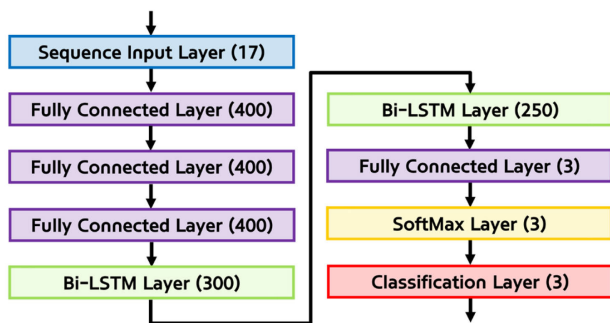 Sequence Input Layer (17)
Fully Connected Layer (400)
Fully Connected Layer (400)
Fully Connected Layer (400)
Bi-LSTM Layer (300)
Bi-LSTM Layer (250)
Fully Connected Layer (3)
SoftMax Layer (3)
Classification Layer (3)